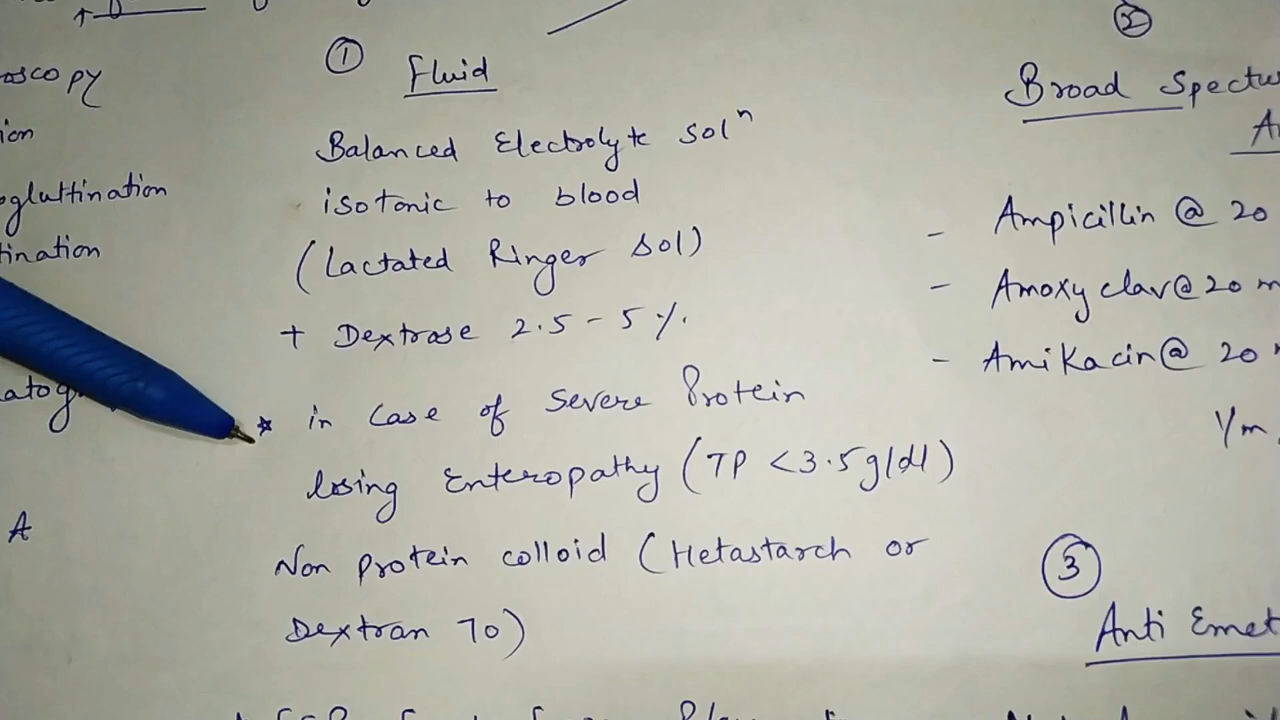 ① Fluid
Balanced Electrolyte solⁿ
isotonic to blood
(Lactated Ringer sol)
+ Dextrose 2.5 - 5 %.
* in case of severe Protein
losing Enteropathy (TP < 3.5 g/dl)
Non protein colloid (Hetastarch or
Dextran 70)
②
Broad Spectu
A
- Ampicillin @ 20
- Amoxy clav @ 20 m
- Amikacin @ 20
③
Anti Emet
oscopy
ion
ogluttination
tination
atog
A